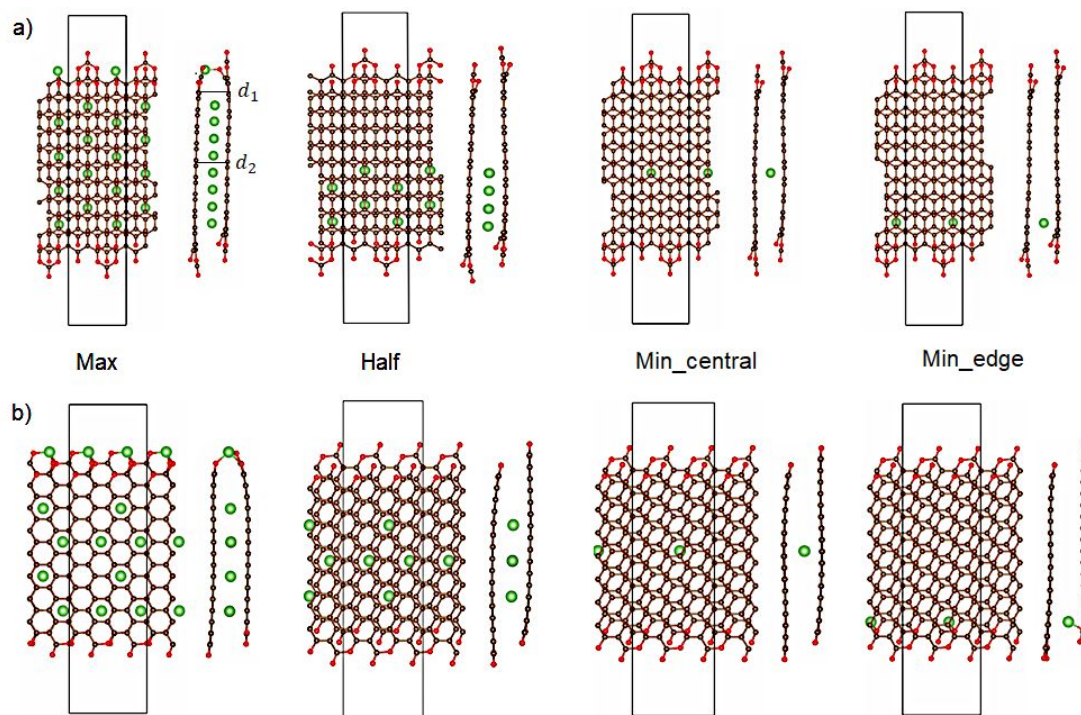 a)
d₁
d₂
Max
Half
Min_central
Min_edge
b)